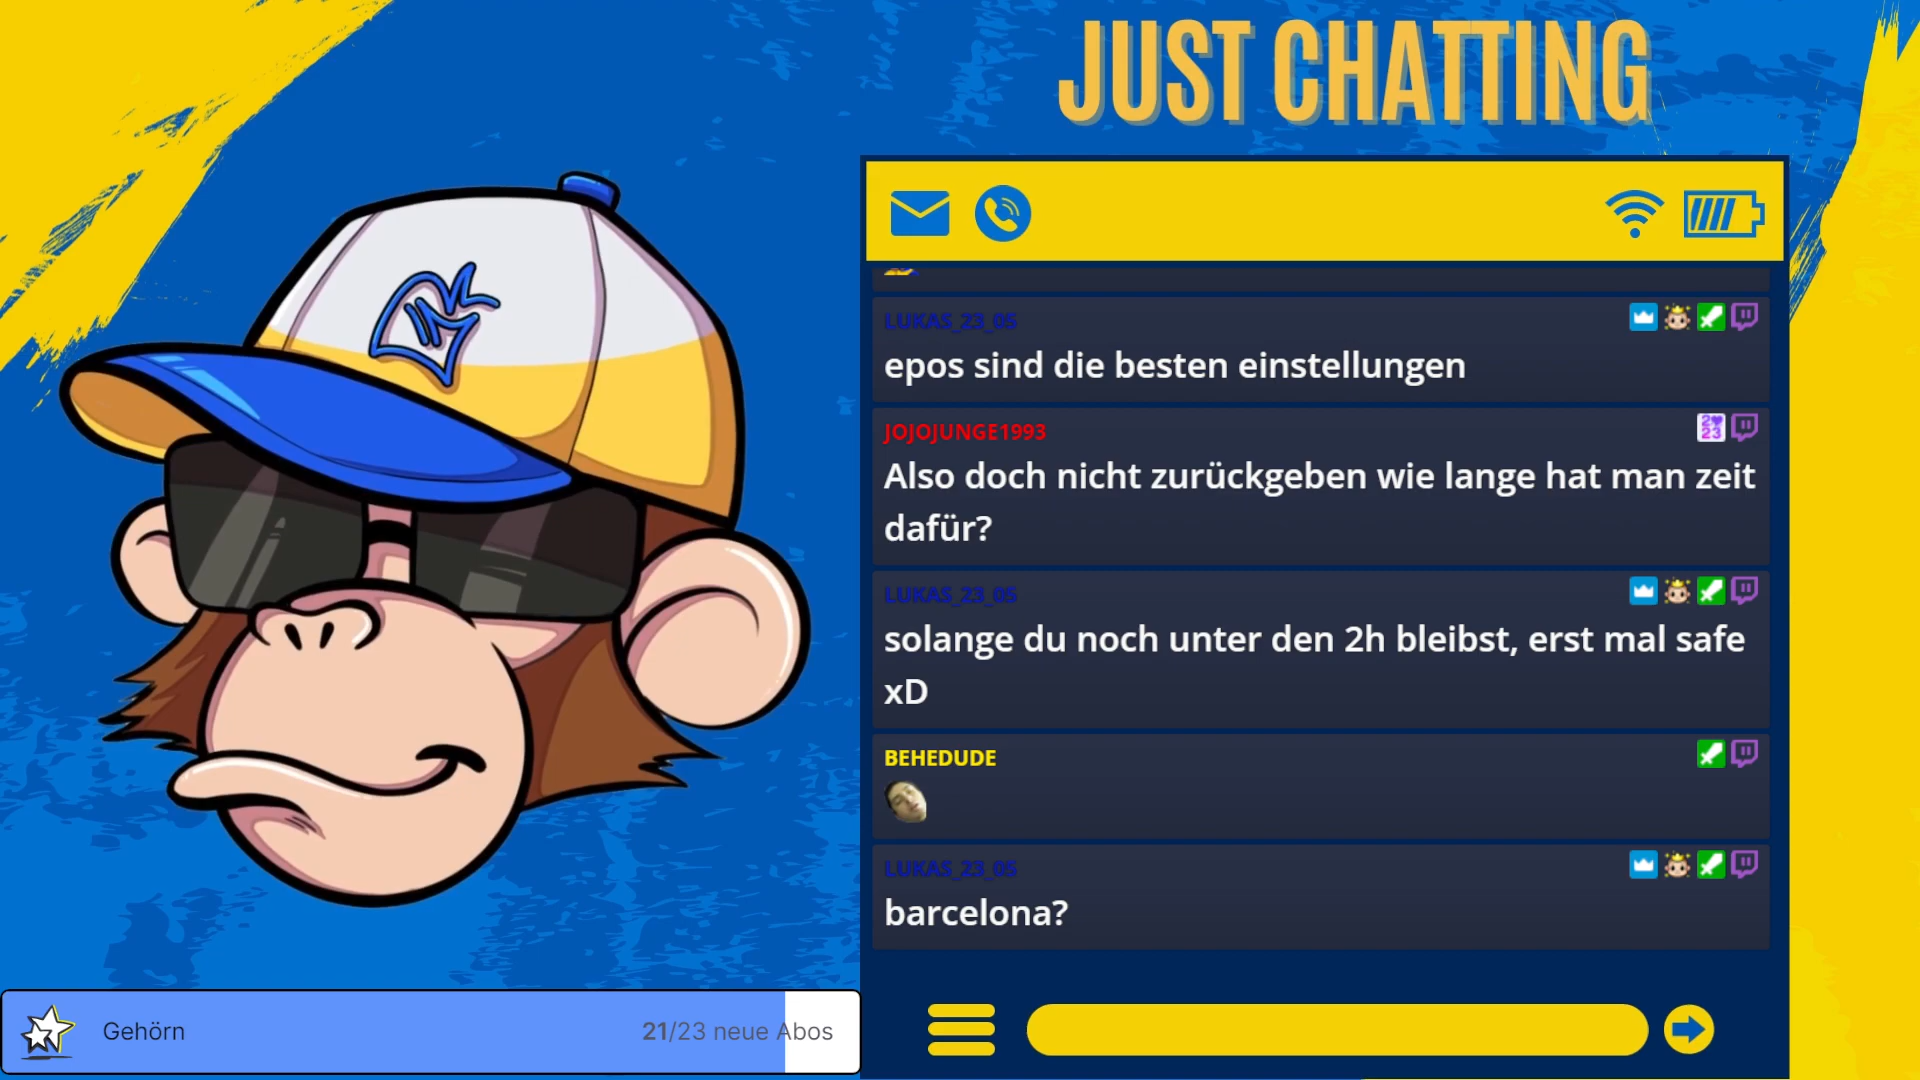 JUST CHATTING
LUKAS_23_05
epos sind die besten einstellungen
JOJOJUNGE1993
Also doch nicht zurückgeben wie lange hat man zeit
dafür?
LUKAS_23_05
solange du noch unter den 2h bleibst, erst mal safe
xD
BEHEDUDE
LUKAS_23_05
barcelona?
Gehörn 21/23 neue Abos